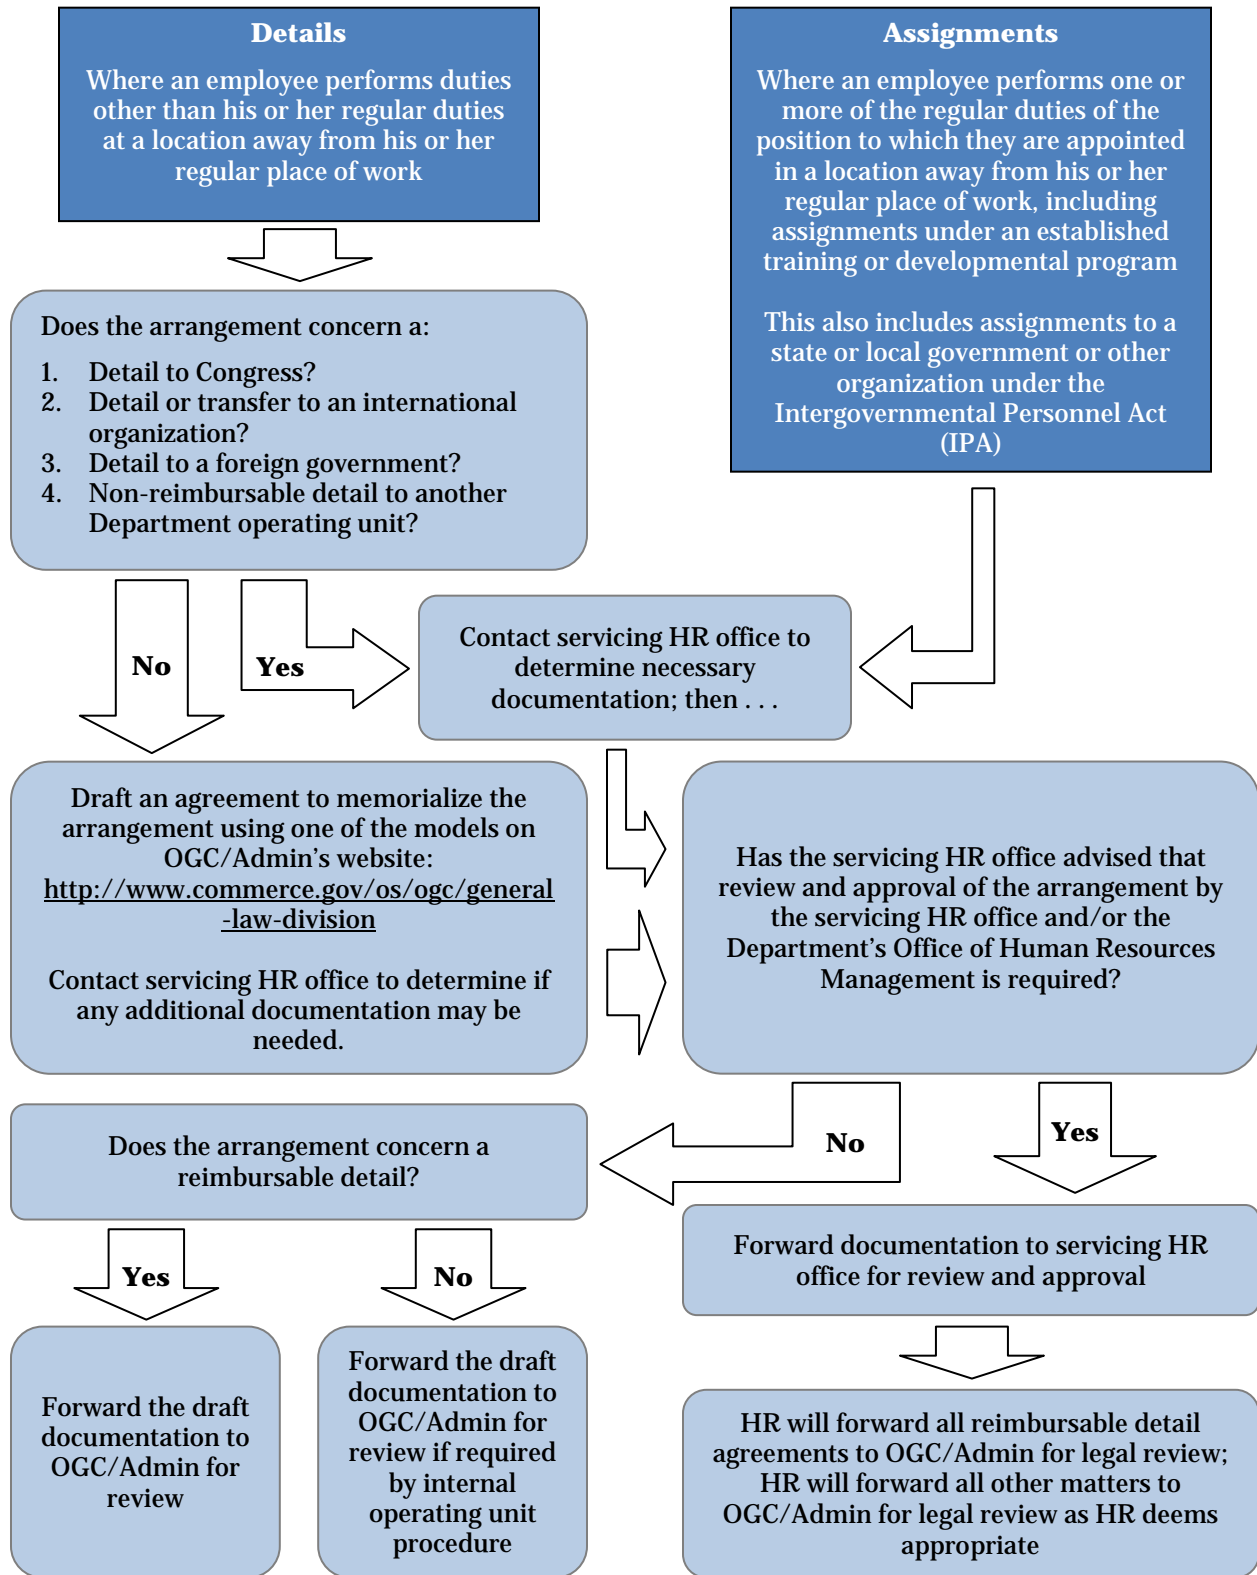 Details
Where an employee performs duties
other than his or her regular duties
at a location away from his or her
regular place of work
Assignments
Where an employee performs one or
more of the regular duties of the
position to which they are appointed
in a location away from his or her
regular place of work, including
assignments under an established
training or developmental program
This also includes assignments to a
state or local government or other
organization under the
Intergovernmental Personnel Act
(IPA)
Does the arrangement concern a:
1. Detail to Congress?
2. Detail or transfer to an international
organization?
3. Detail to a foreign government?
4. Non-reimbursable detail to another
Department operating unit?
No
Yes
Contact servicing HR office to
determine necessary
documentation; then . . .
Draft an agreement to memorialize the
arrangement using one of the models on
OGC/Admin's website:
http://www.commerce.gov/os/ogc/general
-law-division
Contact servicing HR office to determine if
any additional documentation may be
needed.
Has the servicing HR office advised that
review and approval of the arrangement by
the servicing HR office and/or the
Department's Office of Human Resources
Management is required?
No
Yes
Does the arrangement concern a
reimbursable detail?
Forward documentation to servicing HR
office for review and approval
Yes
No
Forward the draft
documentation to
OGC/Admin for
review
Forward the draft
documentation to
OGC/Admin for
review if required
by internal
operating unit
procedure
HR will forward all reimbursable detail
agreements to OGC/Admin for legal review;
HR will forward all other matters to
OGC/Admin for legal review as HR deems
appropriate